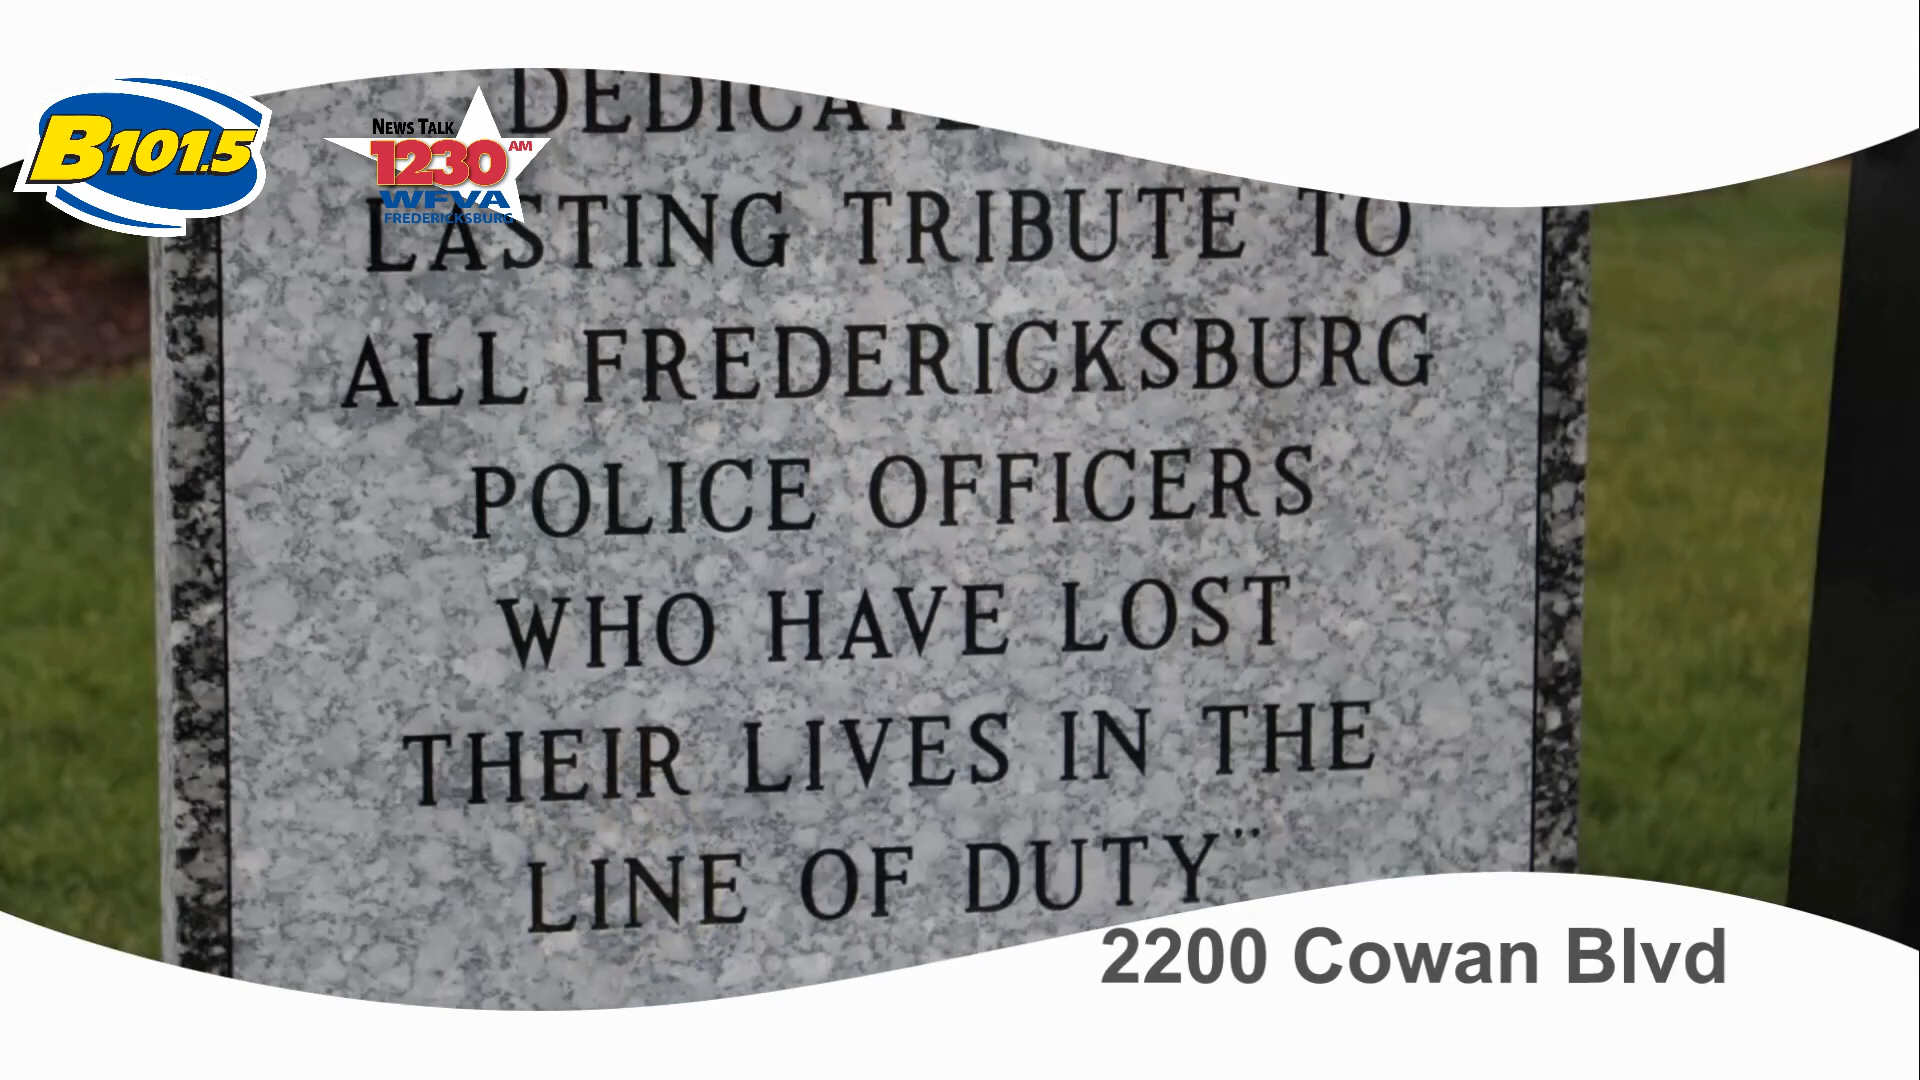 B101.5
NEWS TALK
1230 AM
WFVA
FREDERICKSBURG
LASTING TRIBUTE TO
ALL FREDERICKSBURG
POLICE OFFICERS
WHO HAVE LOST
THEIR LIVES IN THE
LINE OF DUTY"
2200 Cowan Blvd